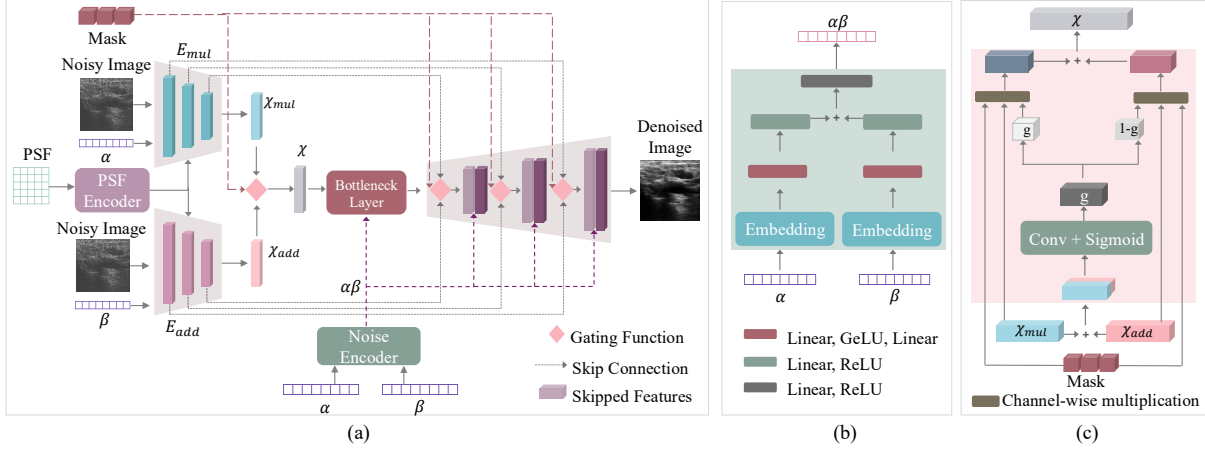 Mask
E_mul
Noisy Image
α
PSF
PSF
Encoder
Noisy Image
β
E_add
χ_mul
χ
χ_add
Bottleneck
Layer
αβ
Noise
Encoder
α
β
Denoised
Image
Gating Function
Skip Connection
Skipped Features
(a)
αβ
+
Embedding
Embedding
α
β
Linear, GeLU, Linear
Linear, ReLU
Linear, ReLU
(b)
χ
+
g
1-g
g
Conv + Sigmoid
χ_mul
+
χ_add
Mask
Channel-wise multiplication
(c)